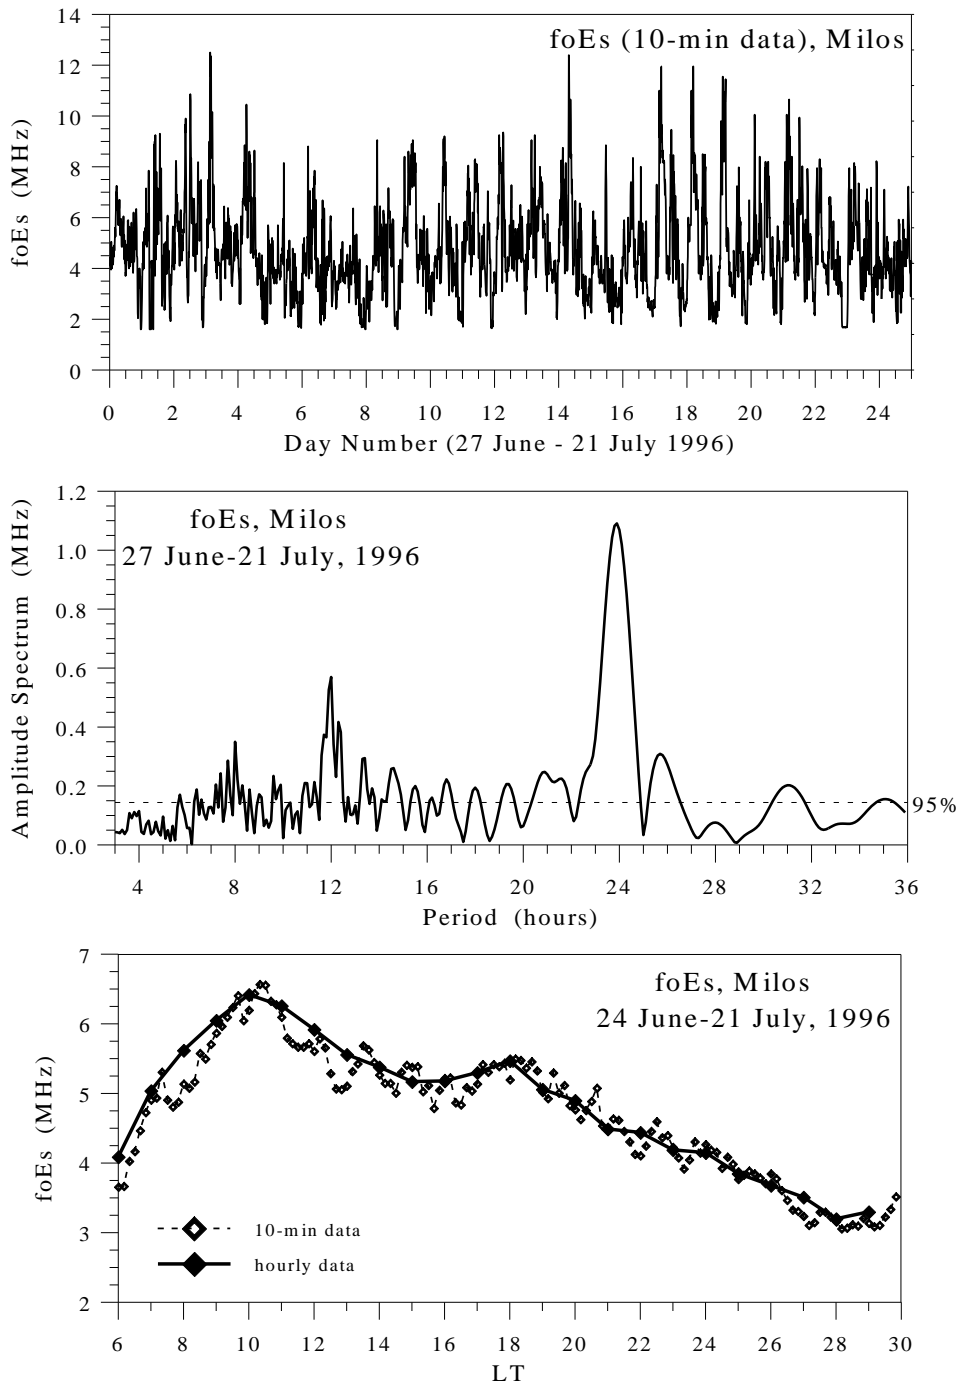 14
foEs (10-min data), Milos
12
10
8
6
4
2
0
foEs (MHz)
0 2 4 6 8 10 12 14 16 18 20 22 24
Day Number (27 June - 21 July 1996)
1.2
foEs, Milos
27 June-21 July, 1996
1.0
0.8
0.6
0.4
0.2
95%
0.0
Amplitude Spectrum (MHz)
4 8 12 16 20 24 28 32 36
Period (hours)
7
foEs, Milos
24 June-21 July, 1996
6
5
4
3
2
foEs (MHz)
10-min data
hourly data
6 8 10 12 14 16 18 20 22 24 26 28 30
LT